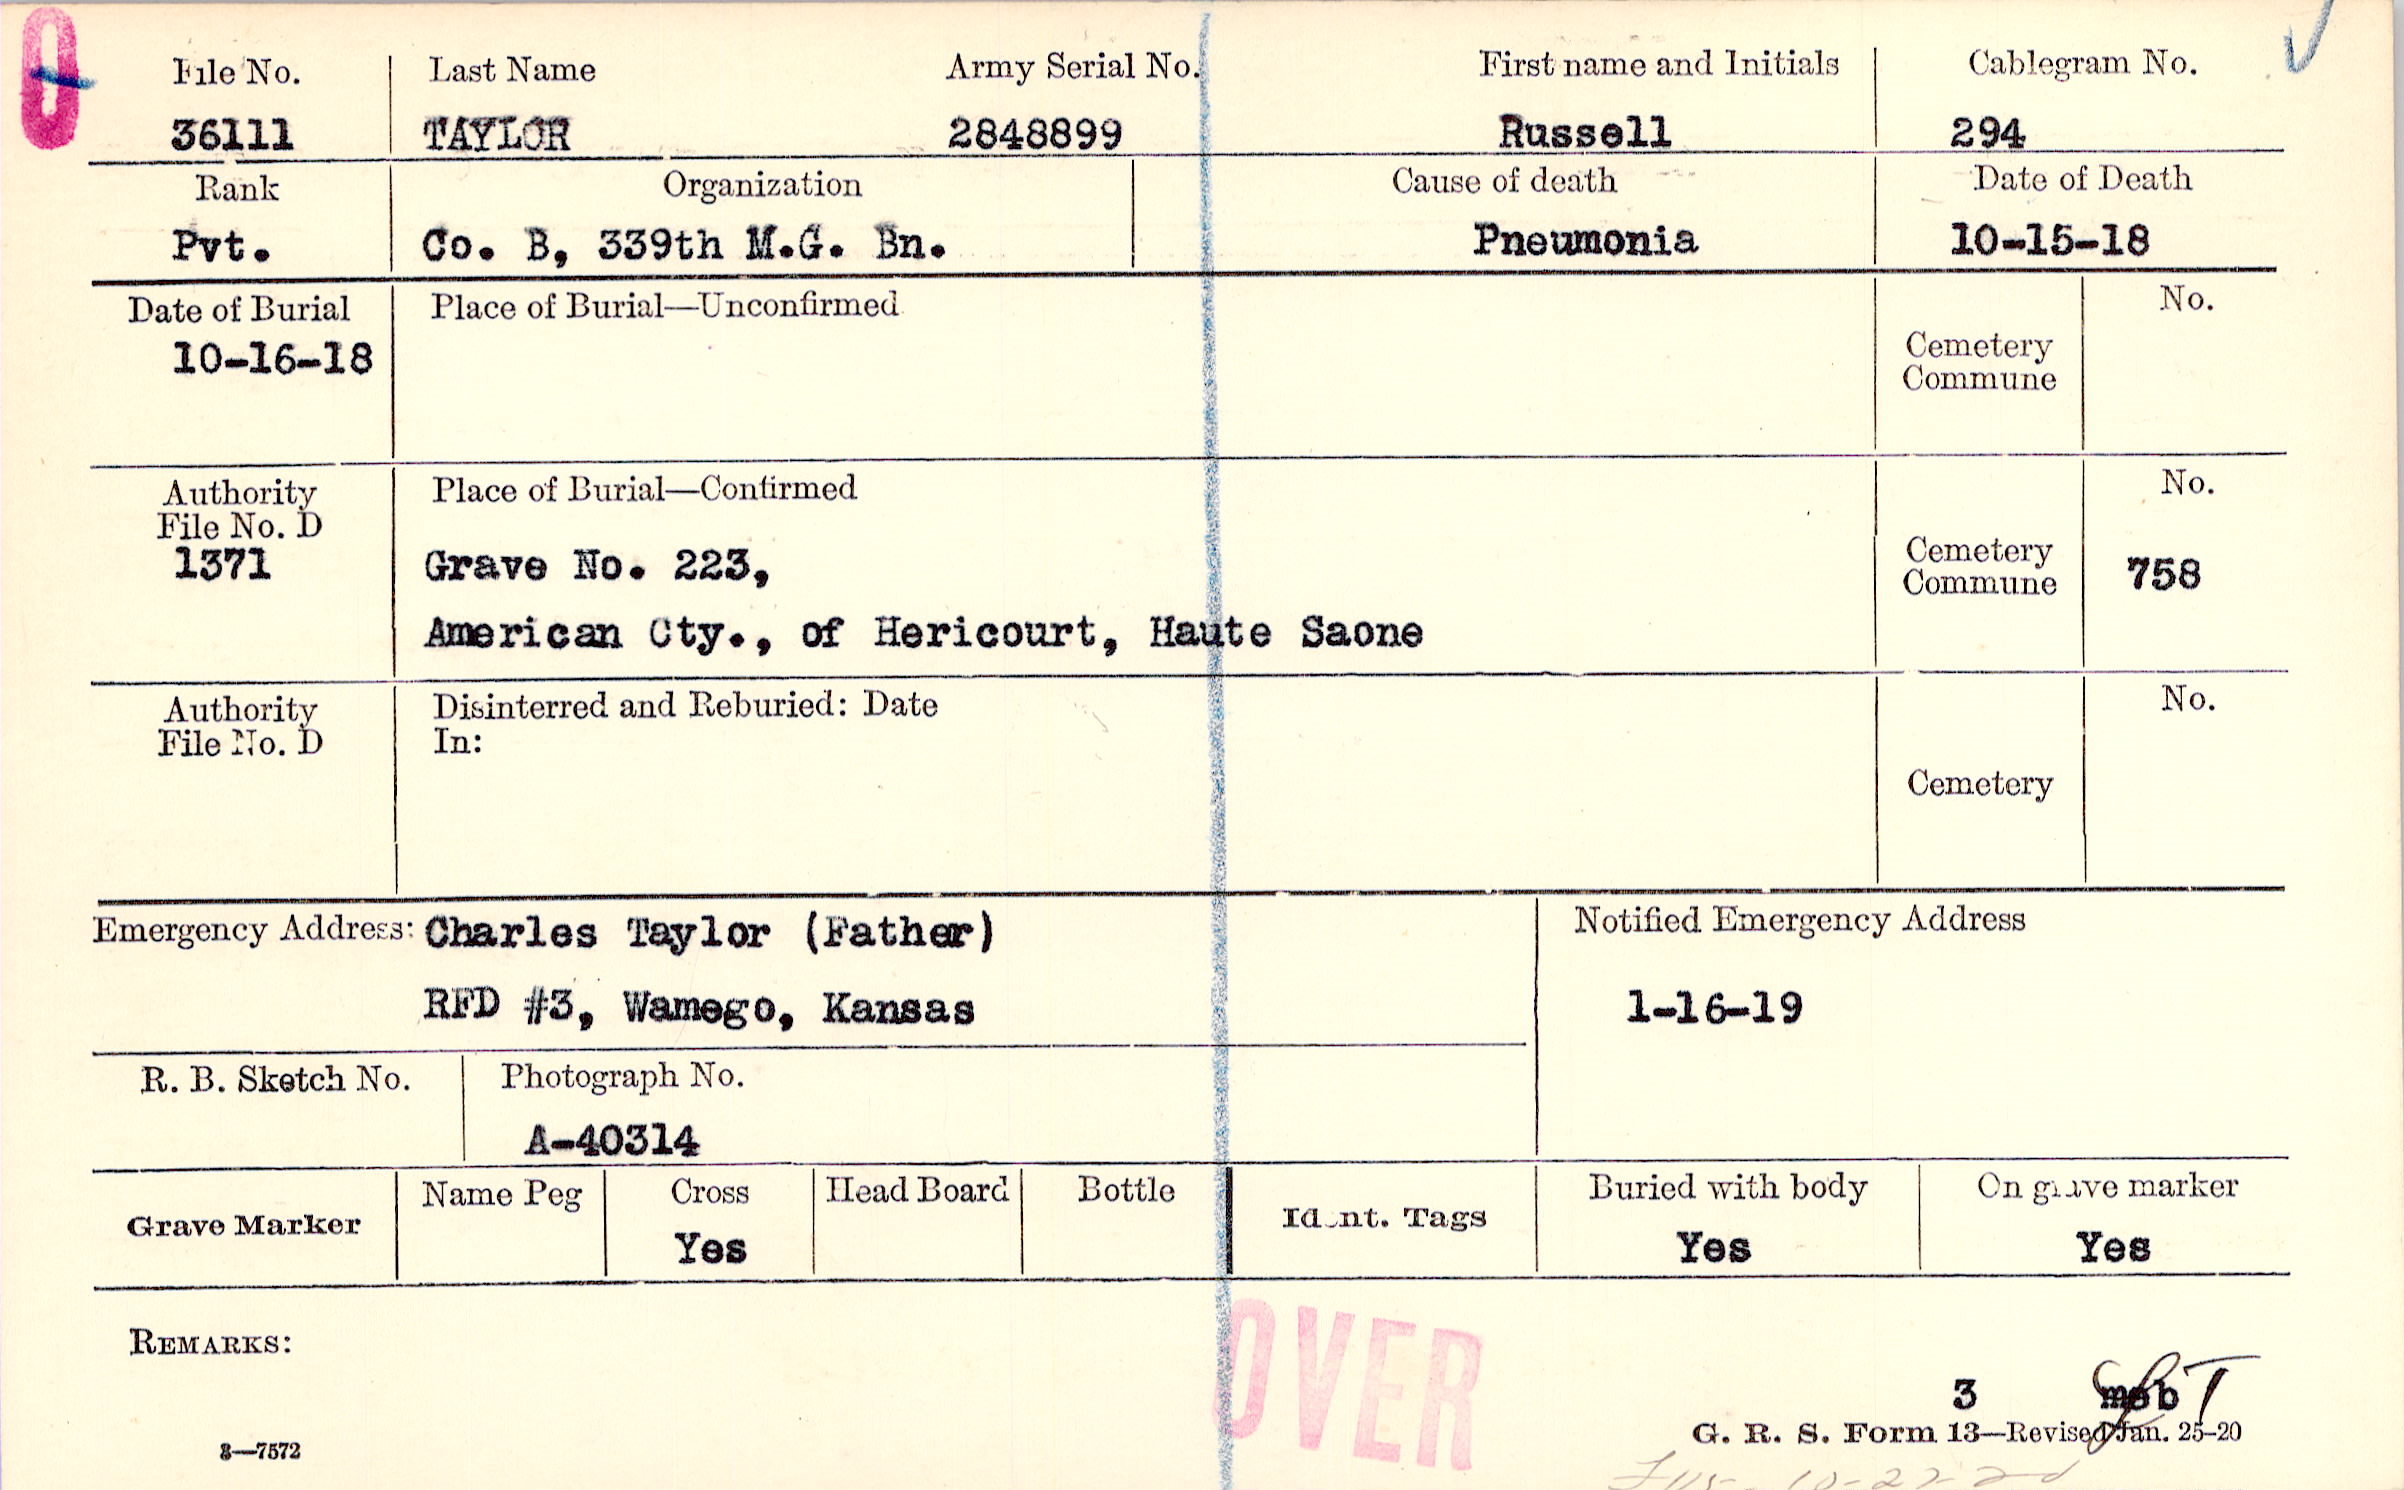 O
File No. Last Name Army Serial No. First name and Initials Cablegram No.
36111 TAYLOR 2848899 Russell 294
Rank Organization Cause of death Date of Death
Pvt. Co. B, 339th M.G. Bn. Pneumonia 10-15-18
Date of Burial Place of Burial—Unconfirmed No.
10-16-18
Cemetery
Commune
Authority Place of Burial—Confirmed No.
File No. D
1371 Grave No. 223, Cemetery
Commune 758
American Cty., of Hericourt, Haute Saone
Authority Disinterred and Reburied: Date No.
File No. D In:
Cemetery
Emergency Address: Charles Taylor (Father) Notified Emergency Address
RFD #3, Wamego, Kansas 1-16-19
R. B. Sketch No. Photograph No.
A-40314
Grave Marker Name Peg Cross Head Board Bottle Ident. Tags Buried with body On grave marker
Yes Yes Yes
REMARKS:
OVER
3 meb
G. R. S. Form 13—Revised Jan. 25-20
3—7572